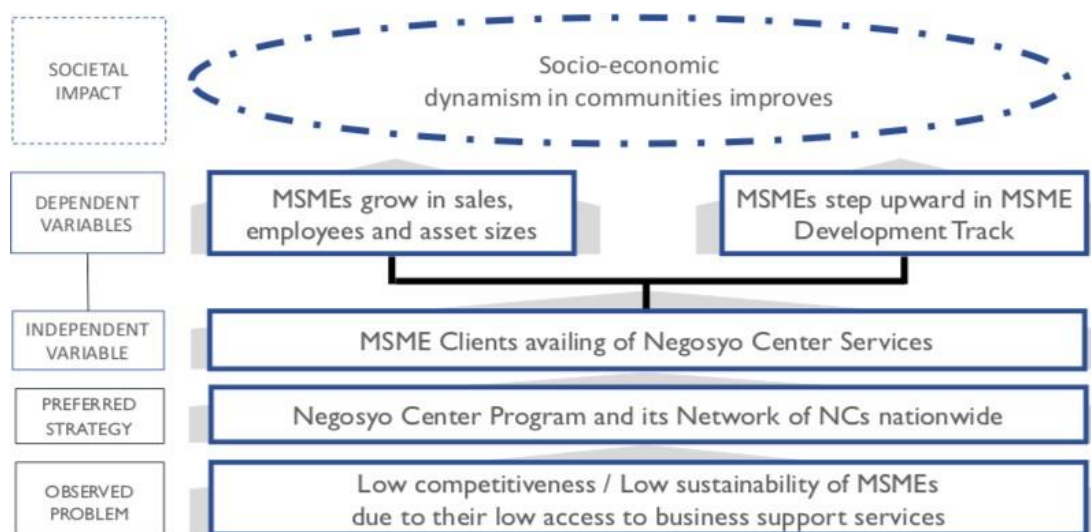 SOCIETAL
IMPACT
Socio-economic
dynamism in communities improves
DEPENDENT
VARIABLES
MSMEs grow in sales,
employees and asset sizes
MSMEs step upward in MSME
Development Track
INDEPENDENT
VARIABLE
MSME Clients availing of Negosyo Center Services
PREFERRED
STRATEGY
Negosyo Center Program and its Network of NCs nationwide
OBSERVED
PROBLEM
Low competitiveness / Low sustainability of MSMEs
due to their low access to business support services